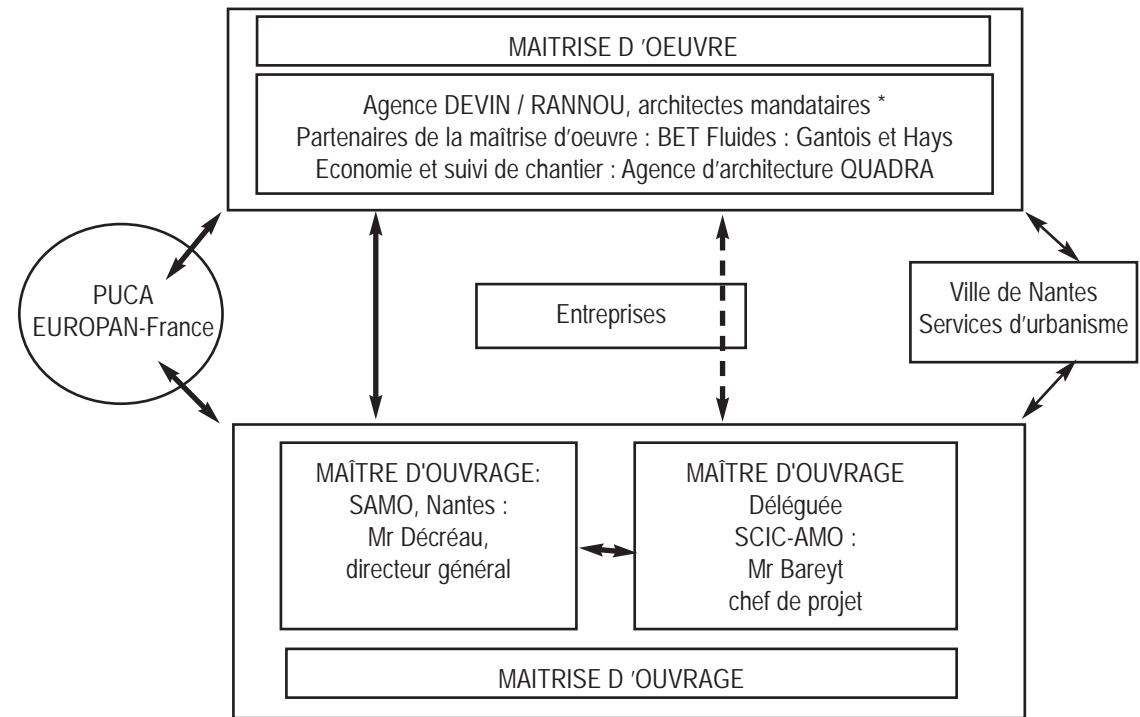 MAITRISE D 'OEUVRE
Agence DEVIN / RANNOU, architectes mandataires *
Partenaires de la maîtrise d'oeuvre : BET Fluides : Gantois et Hays
Economie et suivi de chantier : Agence d'architecture QUADRA
PUCA
EUROPAN-France
Entreprises
Ville de Nantes
Services d'urbanisme
MAÎTRE D'OUVRAGE:
SAMO, Nantes :
Mr Décréau,
directeur général
MAÎTRE D'OUVRAGE
Déléguée
SCIC-AMO :
Mr Bareyt
chef de projet
MAITRISE D 'OUVRAGE